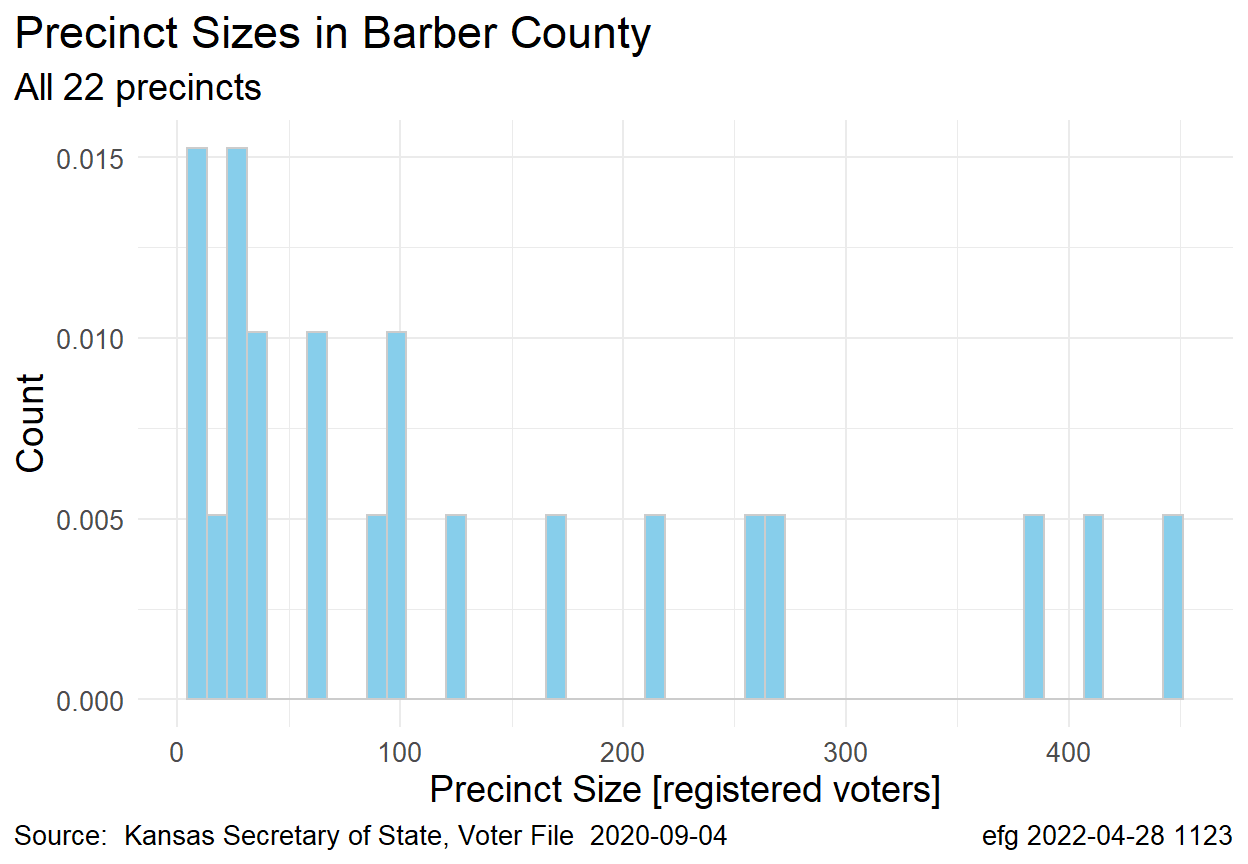 Precinct Sizes in Barber County
All 22 precincts
0.015
0.010
0.005
0.000
Count
0 100 200 300 400
Precinct Size [registered voters]
Source:  Kansas Secretary of State, Voter File  2020-09-04 efg 2022-04-28 1123